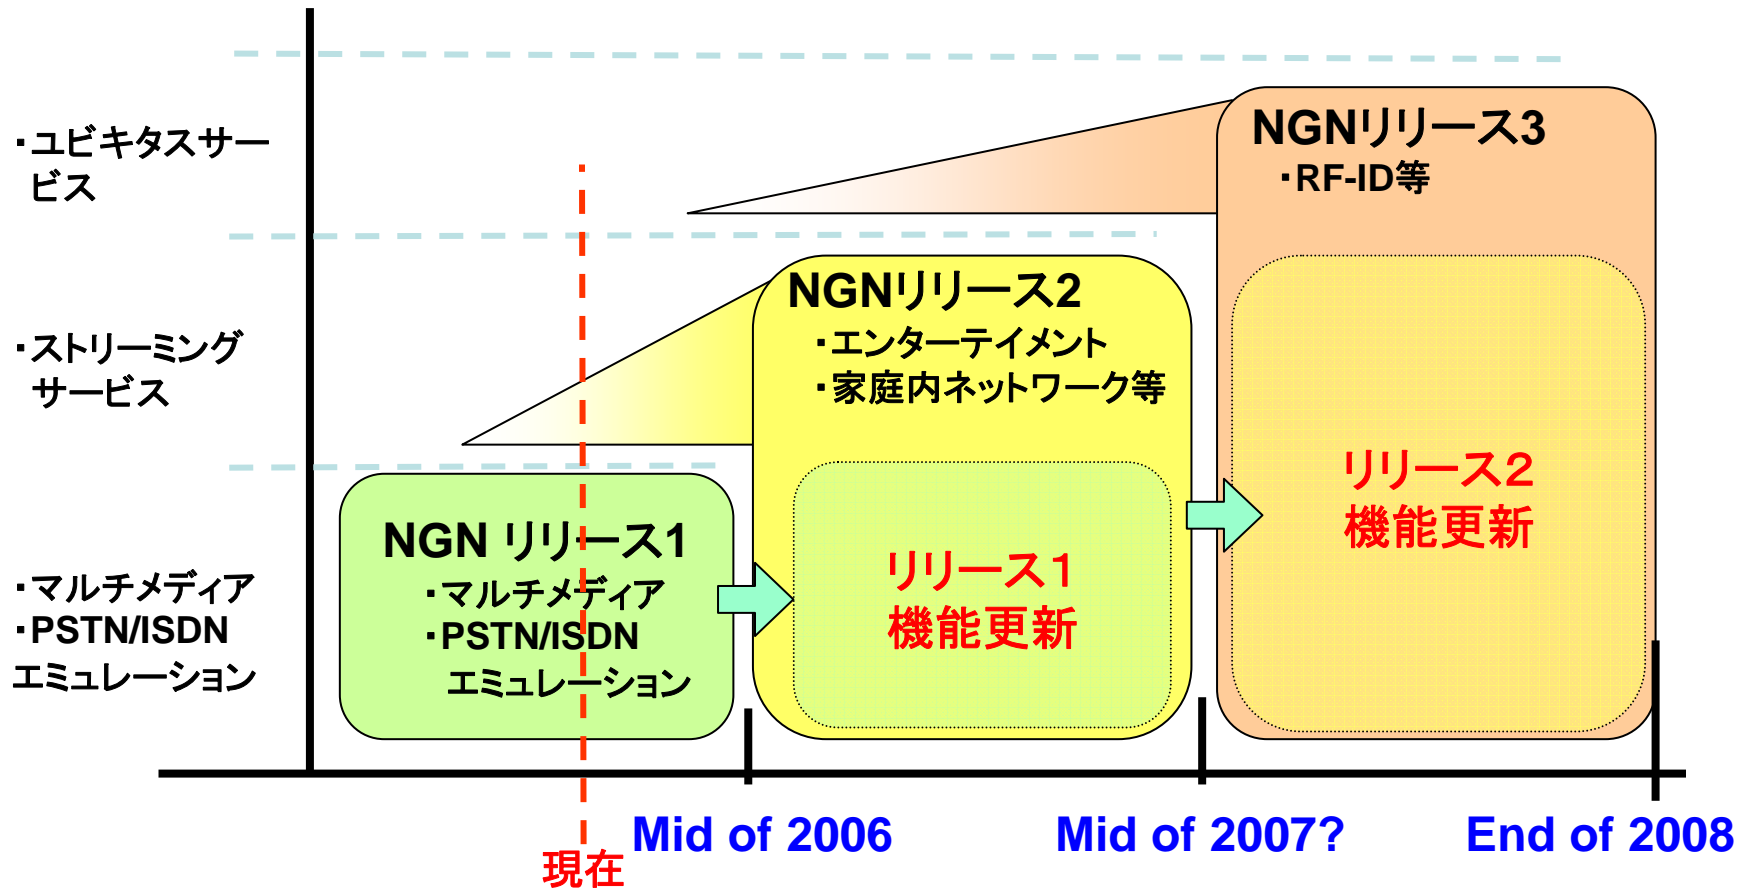 ・ユビキタスサー
ビス
・ストリーミング
サービス
・マルチメディア
・PSTN/ISDN
エミュレーション
NGN リリース1
・マルチメディア
・PSTN/ISDN
エミュレーション
NGNリリース2
・エンターテイメント
・家庭内ネットワーク等
リリース1
機能更新
NGNリリース3
・RF-ID等
リリース2
機能更新
Mid of 2006
Mid of 2007?
End of 2008
現在